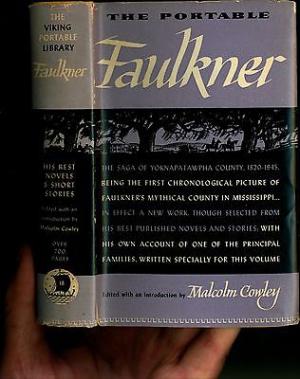 THE
VIKING
PORTABLE
LIBRARY
Faulkner
HIS BEST
NOVELS
& SHORT
STORIES
Edited with an
introduction by
Malcolm Cowley
OVER
700
PAGES
18
THE PORTABLE
Faulkner
THE SAGA OF YOKNAPATAWPHA COUNTY, 1820-1945,
BEING THE FIRST CHRONOLOGICAL PICTURE OF
FAULKNER'S MYTHICAL COUNTY IN MISSISSIPPI...
IN EFFECT A NEW WORK, THOUGH SELECTED FROM
HIS BEST PUBLISHED NOVELS AND STORIES; WITH
HIS OWN ACCOUNT OF ONE OF THE PRINCIPAL
FAMILIES, WRITTEN SPECIALLY FOR THIS VOLUME
Edited with an introduction by Malcolm Cowley